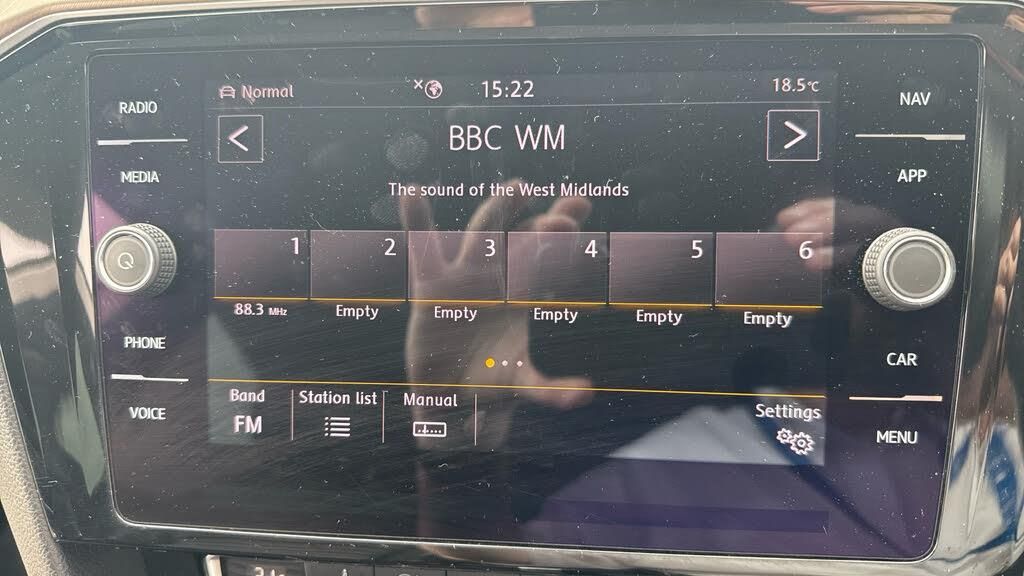 RADIO
MEDIA
PHONE
VOICE
Normal
15:22
18.5°C
BBC WM
The sound of the West Midlands
1 2 3 4 5 6
88.3 MHz Empty Empty Empty Empty Empty
Band
FM
Station list
Manual
Settings
NAV
APP
CAR
MENU